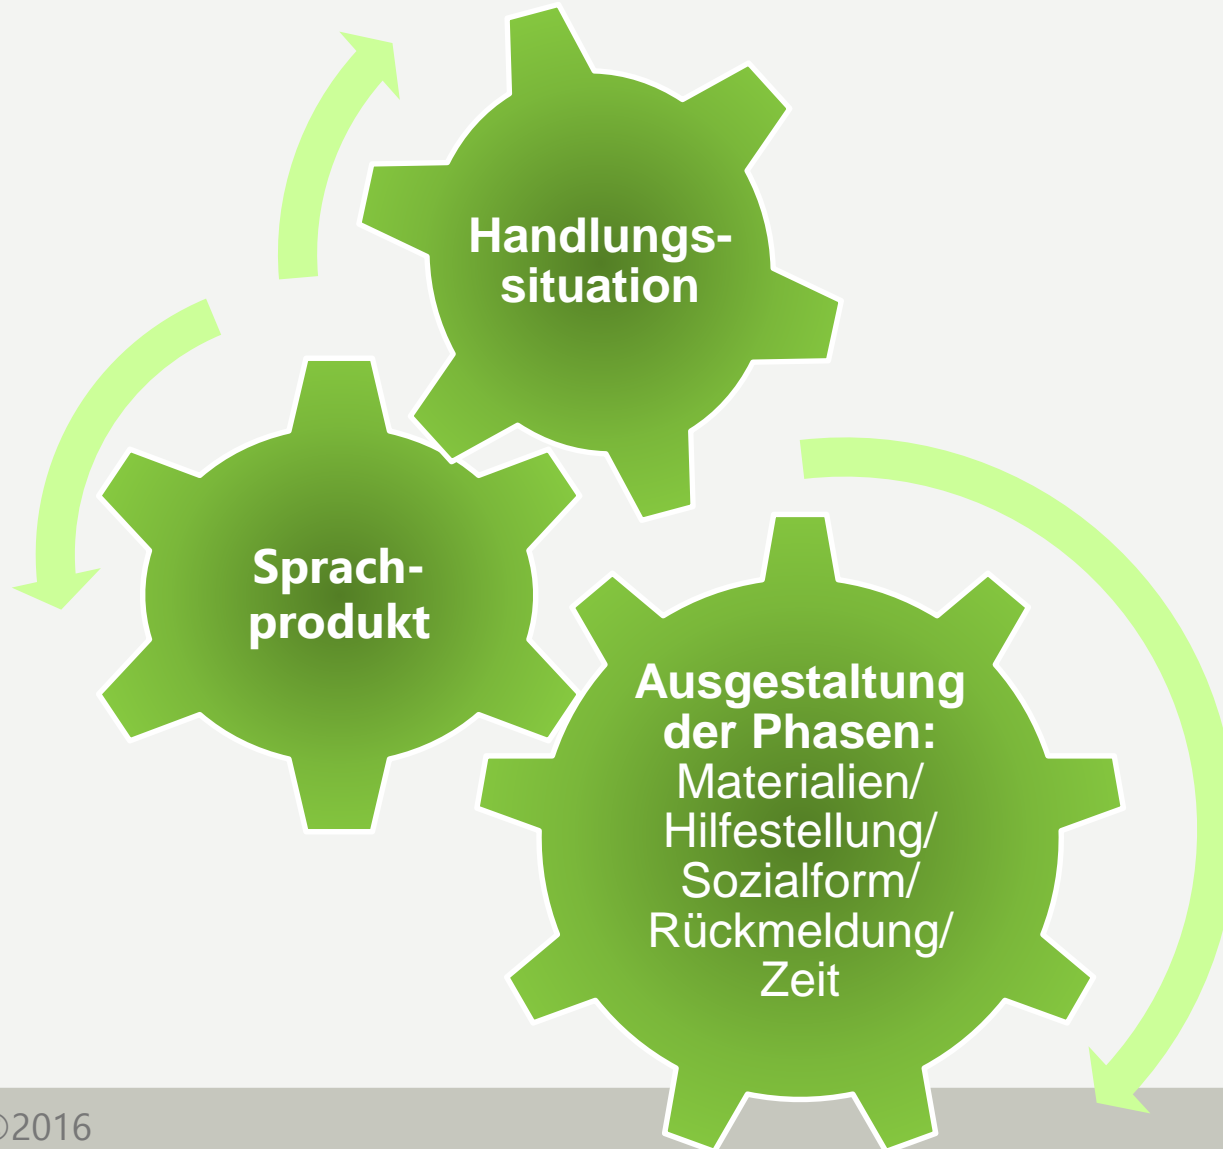 Handlungs-
situation
Sprach-
produkt
Ausgestaltung
der Phasen:
Materialien/
Hilfestellung/
Sozialform/
Rückmeldung/
Zeit
©2016